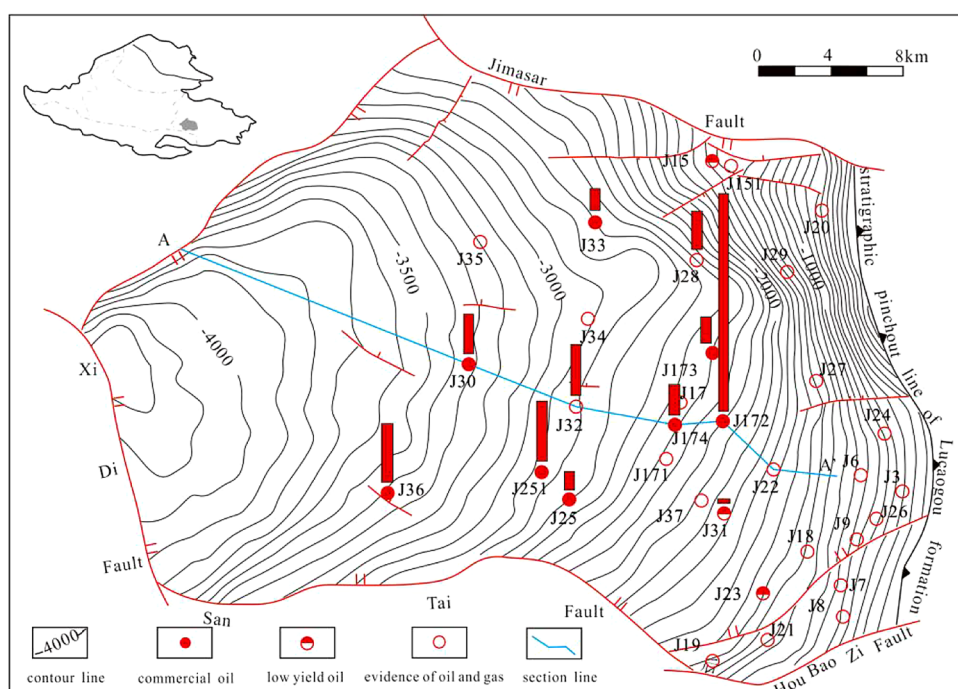 Jimasar
Fault
0 4 8km
J15
J151
J20
stratigraphic
A
J33
J35
J28
J29
-3500
-3000
-2000
-1000
pinchout line of
J34
-4000
Xi
J30
J173
J27
J17
J32
J174
J172
J24
Di
J36
J251
J25
J171
J22
A'
J6
J3
Lucaogou
J37
J31
J26
J9
J18
formation
Fault
J23
J7
J8
San
Tai
Fault
J19
J21
Hou Bao Zi Fault
-4000
contour line
commercial oil
low yield oil
evidence of oil and gas
section line